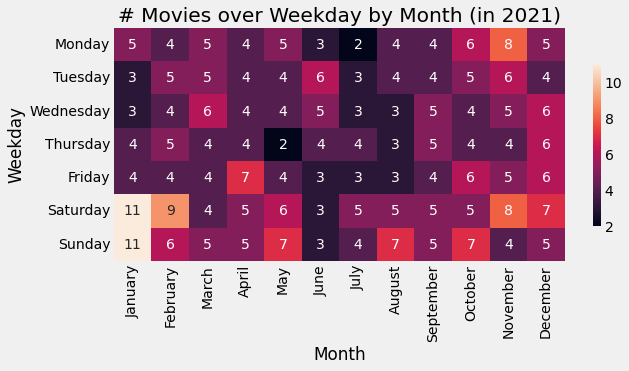 # Movies over Weekday by Month (in 2021)
Weekday
Monday 5 4 5 4 5 3 2 4 4 6 8 5
Tuesday 3 5 5 4 4 6 3 4 4 5 6 4
Wednesday 3 4 6 4 4 5 3 3 5 4 5 6
Thursday 4 5 4 4 2 4 4 3 5 4 4 6
Friday 4 4 4 7 4 3 3 3 4 6 5 6
Saturday 11 9 4 5 6 3 5 5 5 5 8 7
Sunday 11 6 5 5 7 3 4 7 5 7 4 5
January February March April May June July August September October November December
Month
10
8
6
4
2